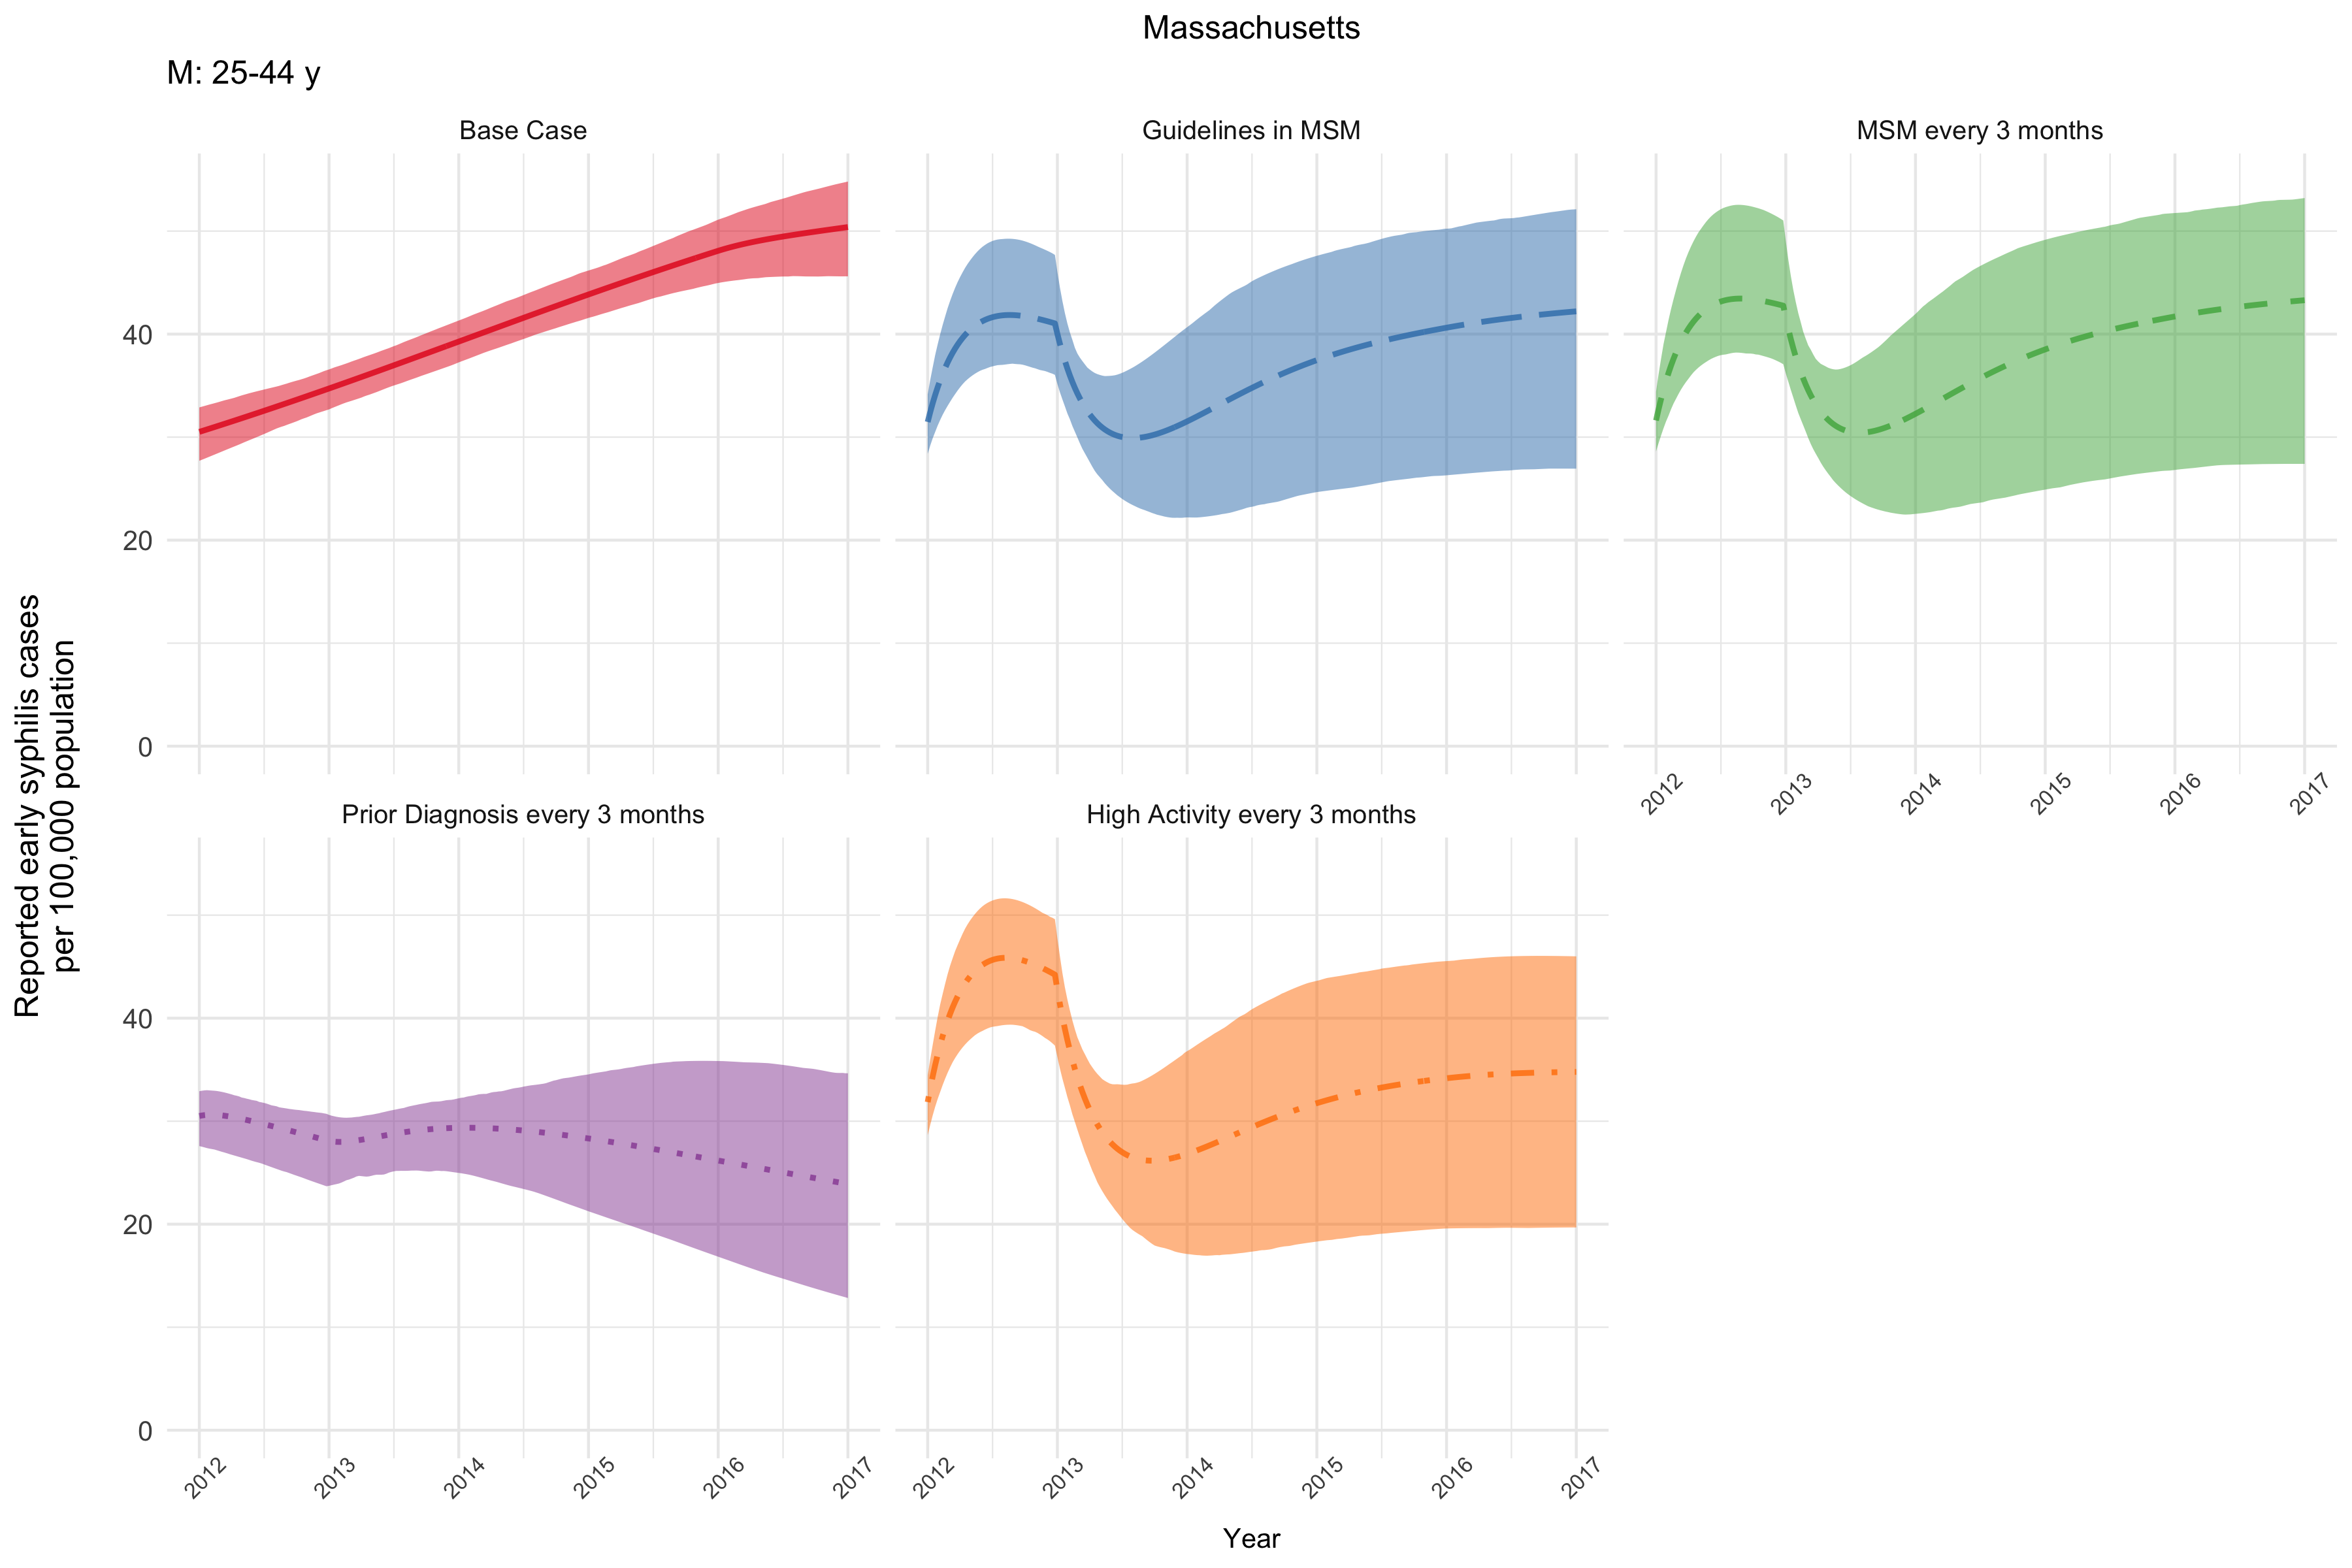 Massachusetts
M: 25-44 y
Base Case
Guidelines in MSM
MSM every 3 months
40
20
0
2012
2013
2014
2015
2016
2017
Reported early syphilis cases
per 100,000 population
Prior Diagnosis every 3 months
High Activity every 3 months
40
20
0
2012
2013
2014
2015
2016
2017
2012
2013
2014
2015
2016
2017
Year